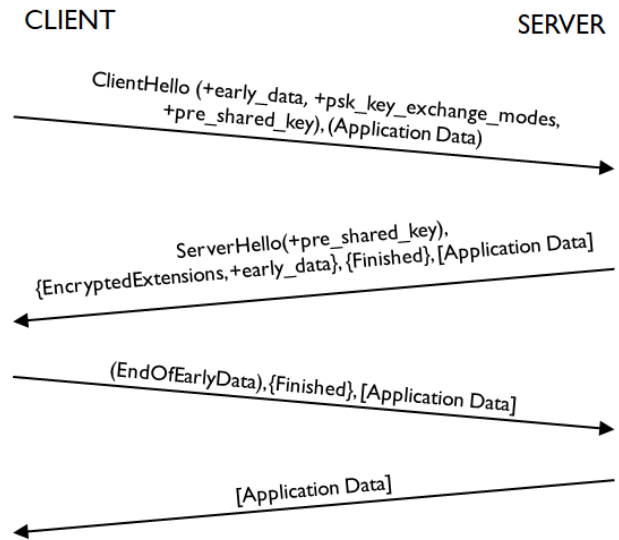 CLIENT
SERVER
ClientHello (+early_data, +psk_key_exchange_modes,
+pre_shared_key), (Application Data)
ServerHello(+pre_shared_key),
{EncryptedExtensions,+early_data}, {Finished}, [Application Data]
(EndOfEarlyData),{Finished}, [Application Data]
[Application Data]